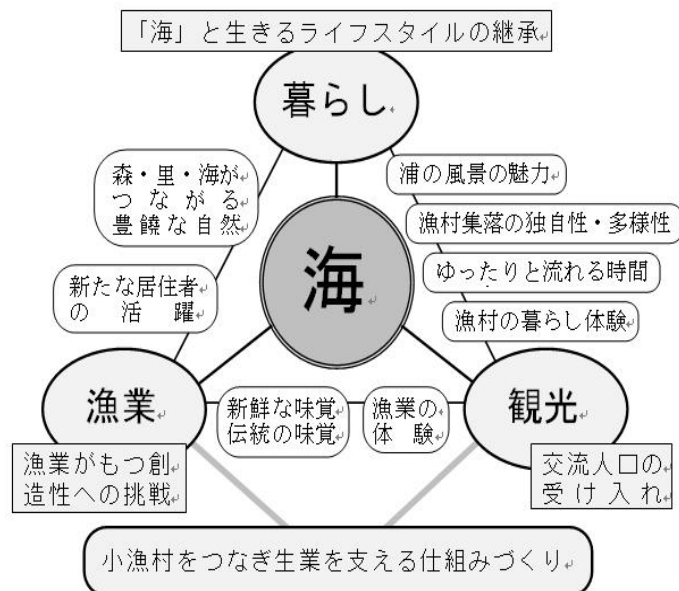 「海」と生きるライフスタイルの継承
暮らし
森・里・海が
つながる
豊饒な自然
浦の風景の魅力
漁村集落の独自性・多様性
海
新たな居住者
の活躍
ゆったりと流れる時間
漁村の暮らし体験
漁業
新鮮な味覚
伝統の味覚
漁業の
体験
観光
漁業がもつ創
造性への挑戦
交流人口の
受け入れ
小漁村をつなぎ生業を支える仕組みづくり